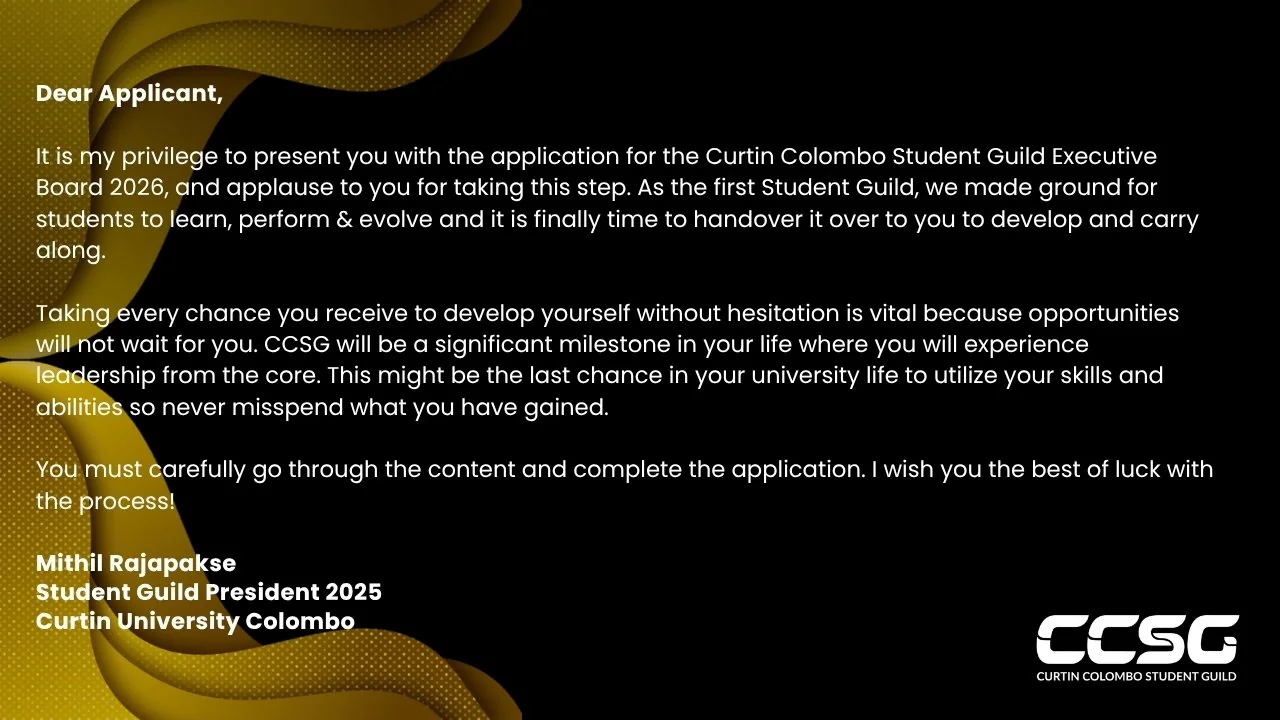 Dear Applicant,
It is my privilege to present you with the application for the Curtin Colombo Student Guild Executive
Board 2026, and applause to you for taking this step. As the first Student Guild, we made ground for
students to learn, perform & evolve and it is finally time to handover it over to you to develop and carry
along.
Taking every chance you receive to develop yourself without hesitation is vital because opportunities
will not wait for you. CCSG will be a significant milestone in your life where you will experience
leadership from the core. This might be the last chance in your university life to utilize your skills and
abilities so never misspend what you have gained.
You must carefully go through the content and complete the application. I wish you the best of luck with
the process!
Mithil Rajapakse
Student Guild President 2025
Curtin University Colombo
CCSG
CURTIN COLOMBO STUDENT GUILD